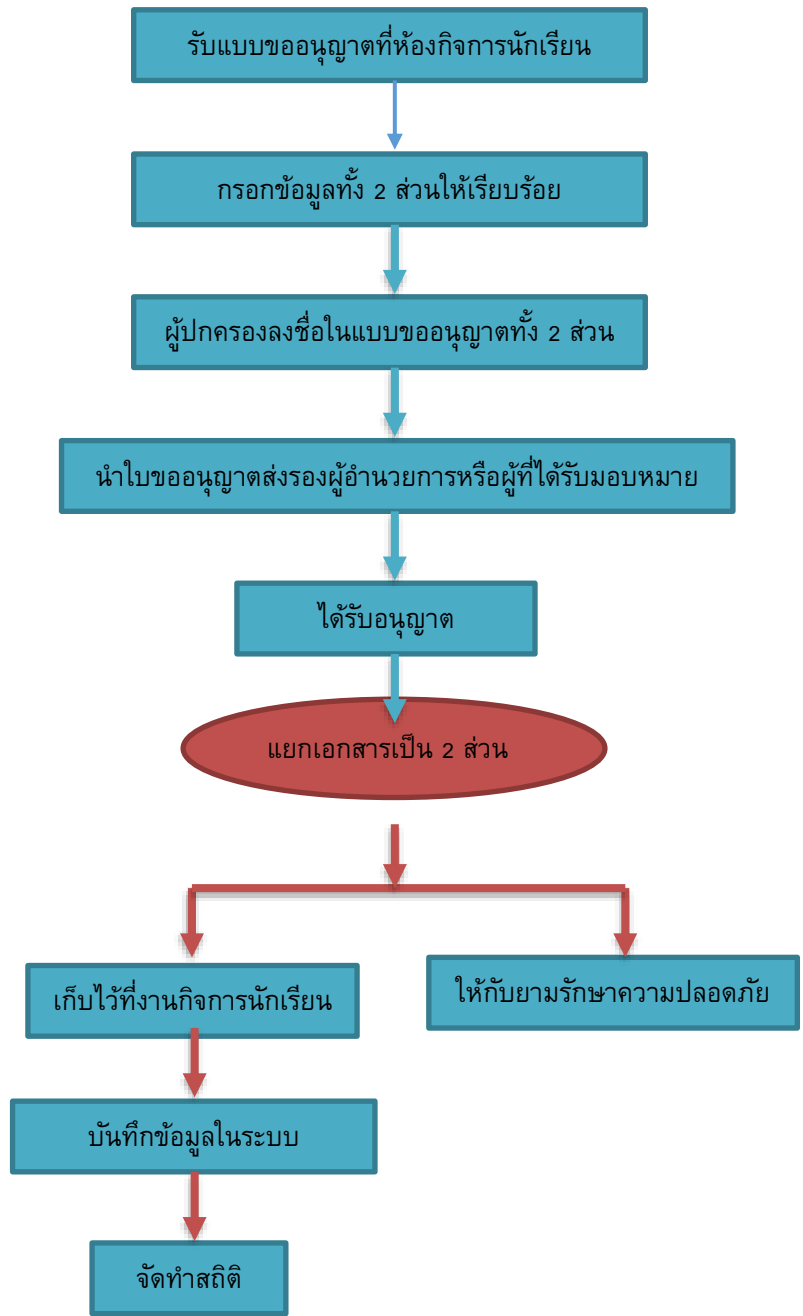 รับแบบขออนุญาตที่ห้องกิจการนักเรียน
กรอกข้อมูลทั้ง 2 ส่วนให้เรียบร้อย
ผู้ปกครองลงชื่อในแบบขออนุญาตทั้ง 2 ส่วน
นำใบขออนุญาตส่งรองผู้อำนวยการหรือผู้ที่ได้รับมอบหมาย
ได้รับอนุญาต
แยกเอกสารเป็น 2 ส่วน
เก็บไว้ที่งานกิจการนักเรียน
ให้กับยามรักษาความปลอดภัย
บันทึกข้อมูลในระบบ
จัดทำสถิติ